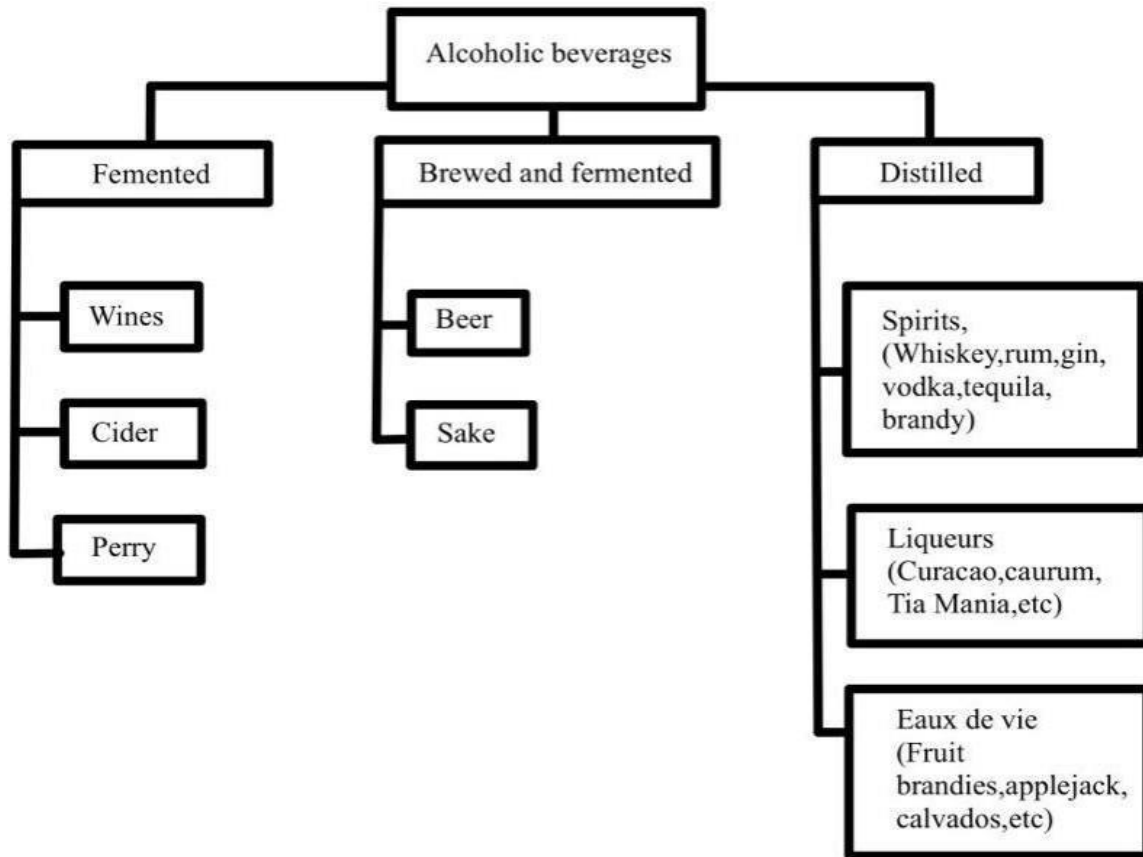 Alcoholic beverages
Femented
Wines
Cider
Perry
Brewed and fermented
Beer
Sake
Distilled
Spirits,
(Whiskey,rum,gin,
vodka,tequila,
brandy)
Liqueurs
(Curacao,caurum,
Tia Mania,etc)
Eaux de vie
(Fruit
brandies,applejack,
calvados,etc)